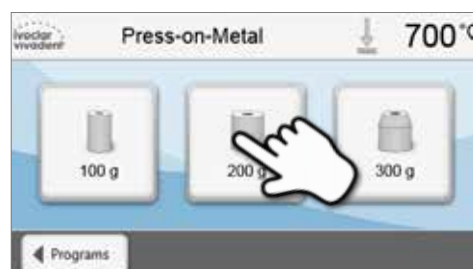 ivoclar
vivadent
Press-on-Metal
700°C
100 g
200 g
300 g
Programs